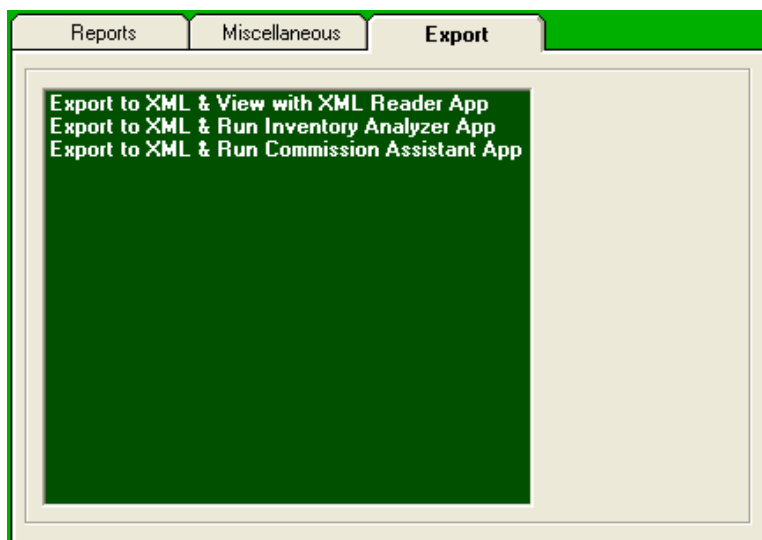 Reports Miscellaneous Export
Export to XML & View with XML Reader App
Export to XML & Run Inventory Analyzer App
Export to XML & Run Commission Assistant App